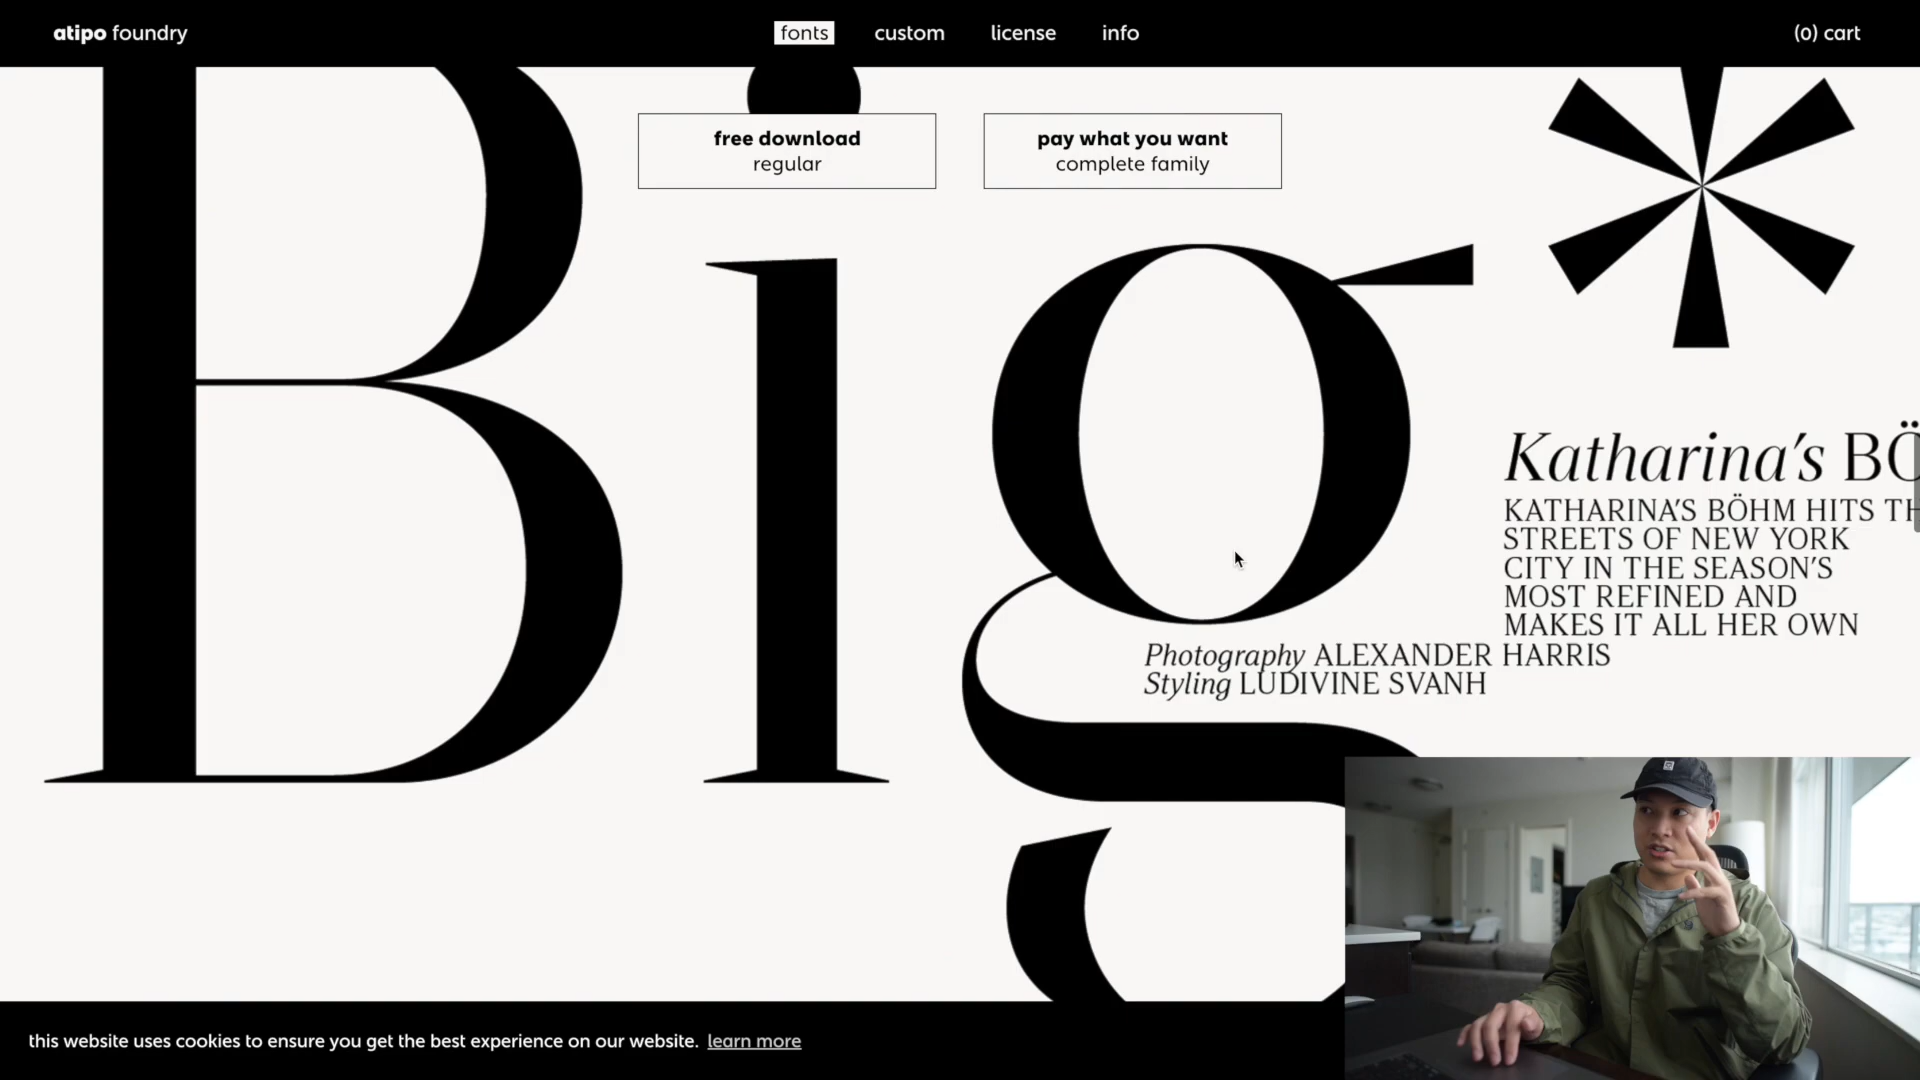 atipo foundry
fonts
custom
license
info
(0) cart
free download
regular
pay what you want
complete family
Big*
Katharina's BÖ
KATHARINA'S BÖHM HITS TH
STREETS OF NEW YORK
CITY IN THE SEASON'S
MOST REFINED AND
MAKES IT ALL HER OWN
Photography ALEXANDER HARRIS
Styling LUDIVINE SVANH
this website uses cookies to ensure you get the best experience on our website. learn more